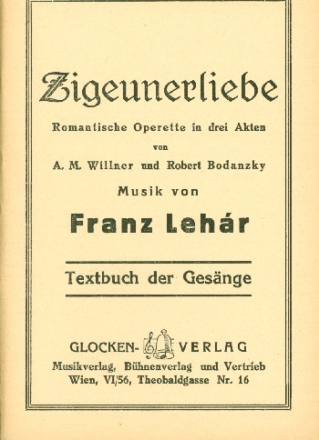 Zigeunerliebe
Romantische Operette in drei Akten
von
A. M. Willner und Robert Bodanzky
Musik von
Franz Lehár
Textbuch der Gesänge
GLOCKEN- VERLAG
Musikverlag, Bühnenverlag und Vertrieb
Wien, VI/56, Theobaldgasse Nr. 16